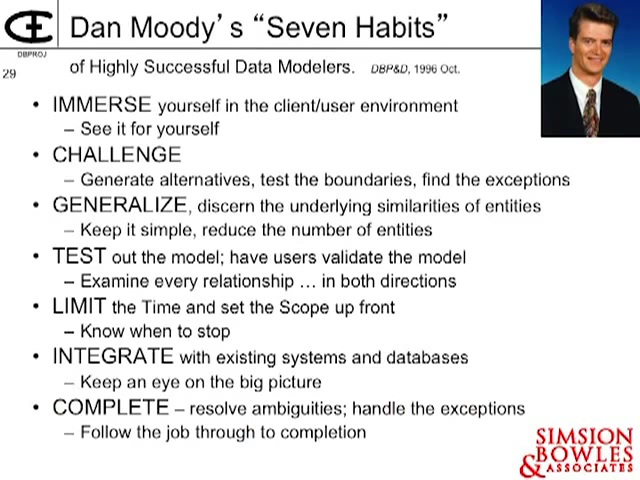 Dan Moody's “Seven Habits”
DBPROJ
29
of Highly Successful Data Modelers. DBP&D, 1996 Oct.
• IMMERSE yourself in the client/user environment
– See it for yourself
• CHALLENGE
– Generate alternatives, test the boundaries, find the exceptions
• GENERALIZE, discern the underlying similarities of entities
– Keep it simple, reduce the number of entities
• TEST out the model; have users validate the model
– Examine every relationship … in both directions
• LIMIT the Time and set the Scope up front
– Know when to stop
• INTEGRATE with existing systems and databases
– Keep an eye on the big picture
• COMPLETE – resolve ambiguities; handle the exceptions
– Follow the job through to completion
SIMSION
BOWLES
& ASSOCIATES